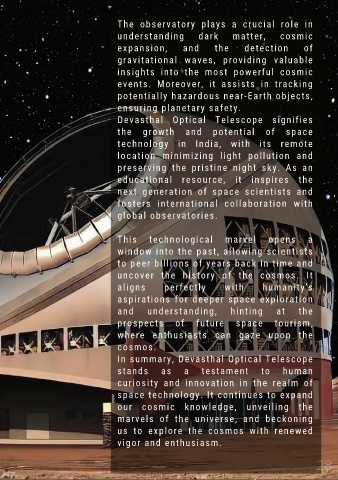 The observatory plays a crucial role in
understanding dark matter, cosmic
expansion, and the detection of
gravitational waves, providing valuable
insights into the most powerful cosmic
events. Moreover, it assists in tracking
potentially hazardous near-Earth objects,
ensuring planetary safety.
Devasthal Optical Telescope signifies
the growth and potential of space
technology in India, with its remote
location minimizing light pollution and
preserving the pristine night sky. As an
educational resource, it inspires the
next generation of space scientists and
fosters international collaboration with
global observatories.
This technological marvel opens a
window into the past, allowing scientists
to peer billions of years back in time and
uncover the history of the cosmos. It
aligns perfectly with humanity's
aspirations for deeper space exploration
and understanding, hinting at the
prospects of future space tourism,
where enthusiasts can gaze upon the
cosmos.
In summary, Devasthal Optical Telescope
stands as a testament to human
curiosity and innovation in the realm of
space technology. It continues to expand
our cosmic knowledge, unveiling the
marvels of the universe, and beckoning
us to explore the cosmos with renewed
vigor and enthusiasm.